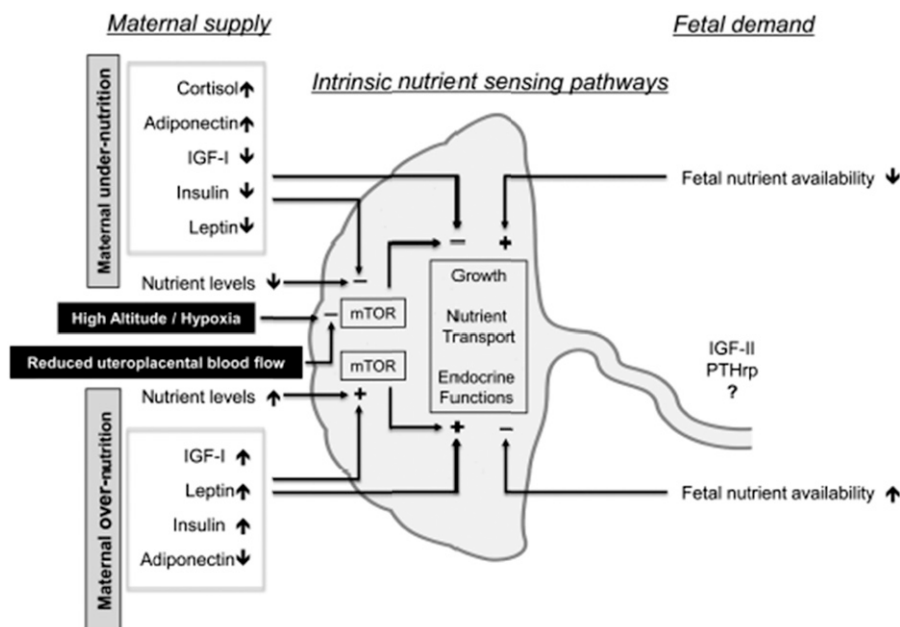 Maternal supply
Fetal demand
Intrinsic nutrient sensing pathways
Maternal under-nutrition
Cortisol ↑
Adiponectin ↑
IGF-I ↓
Insulin ↓
Leptin ↓
Nutrient levels ↓
High Altitude / Hypoxia
Reduced uteroplacental blood flow
Nutrient levels ↑
Maternal over-nutrition
IGF-I ↑
Leptin ↑
Insulin ↑
Adiponectin ↓
−
−
mTOR
mTOR
+
− +
Growth
Nutrient
Transport
Endocrine
Functions
+ −
Fetal nutrient availability ↓
IGF-II
PTHrp
?
Fetal nutrient availability ↑